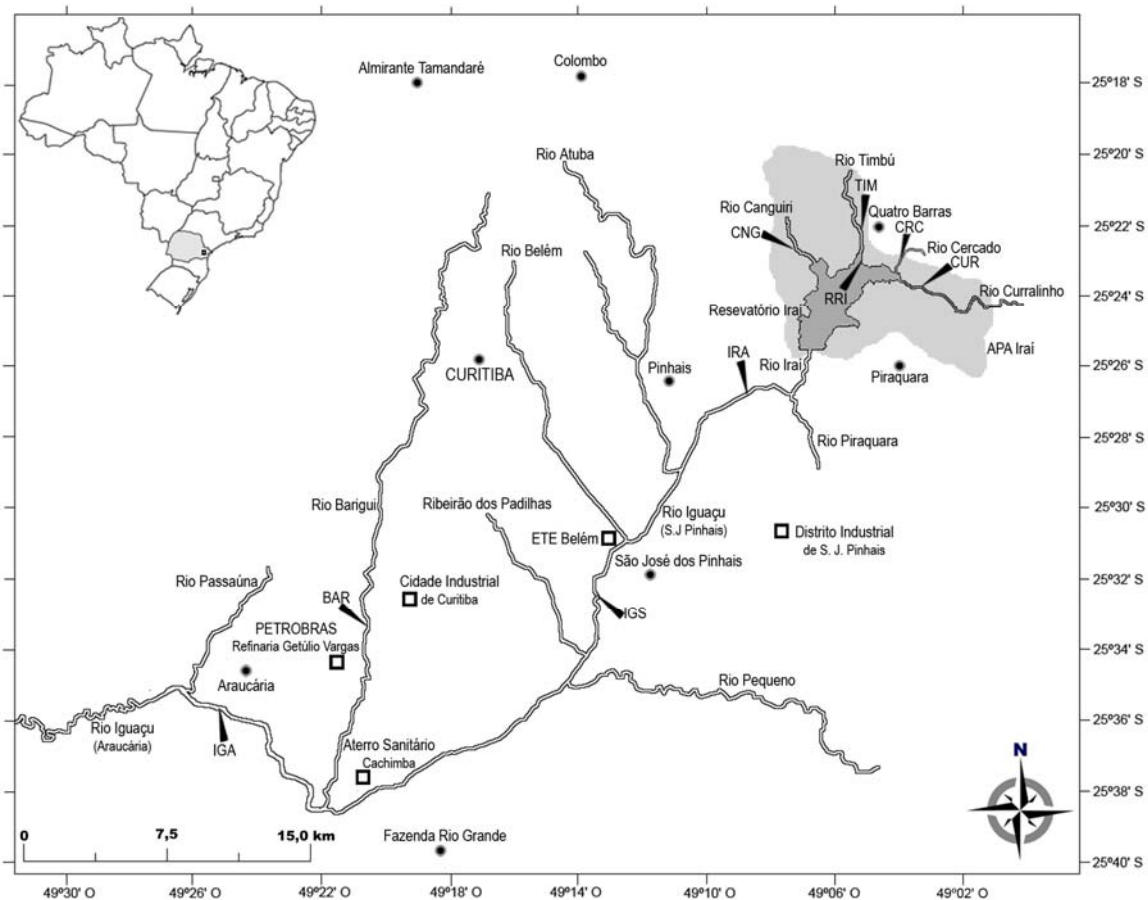 Colombo
Almirante Tamandaré
25º18' S
Rio Atuba
25º20' S
Rio Timbú
TIM
Rio Canguiri
Quatro Barras
25º22' S
CNG
CRC
Rio Cercado
Rio Belém
CUR
Rio Curralinho
25º24' S
RRI
Resevatório Iraí
APA Iraí
IRA
Rio Iraí
25º26' S
Pinhais
CURITIBA
Piraquara
25º28' S
Rio Piraquara
Rio Barigui
Ribeirão dos Padilhas
25º30' S
Rio Iguaçu
(S.J Pinhais)
Distrito Industrial
de S. J. Pinhais
ETE Belém
São José dos Pinhais
25º32' S
Rio Passaúna
Cidade Industrial
de Curitiba
BAR
IGS
PETROBRAS
Refinaria Getúlio Vargas
25º34' S
Araucária
Rio Pequeno
25º36' S
Rio Iguaçu
(Araucária)
IGA
Aterro Sanitário
Cachimba
N
25º38' S
0
7,5
15,0 km
Fazenda Rio Grande
25º40' S
49º30' O
49º26' O
49º22' O
49º18' O
49º14' O
49º10' O
49º06' O
49º02' O